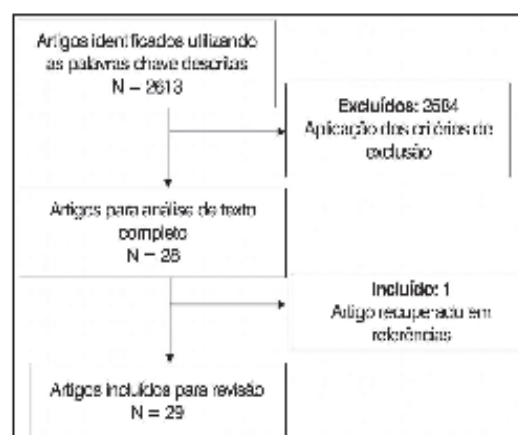 Artigos identificados utilizando
as palavras chave descritas
N = 2613
Excluídos: 2584
Aplicação dos critérios de
exclusão
Artigos para análise de texto
completo
N = 28
Incluído: 1
Artigo recuperado em
referências
Artigos incluídos para revisão
N = 29